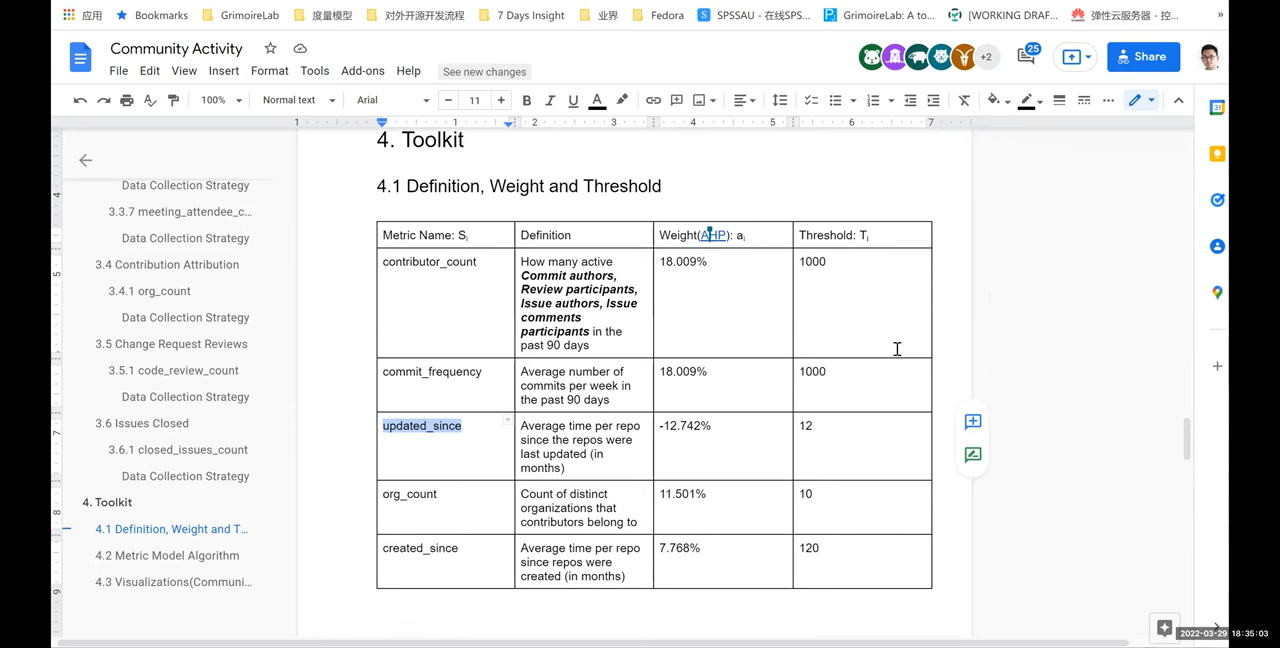 应用
Bookmarks
GrimoireLab
度量模型
对外开源开发流程
7 Days Insight
业界
Fedora
SPSSAU - 在线SPS...
GrimoireLab: A to...
[WORKING DRAF...
弹性云服务器 - 控...
»
Community Activity
+2
25
Share
File Edit View Insert Format Tools Add-ons Help See new changes
100% Normal text Arial 11 B I U A
1 1 2 3 4 5 6 7
Data Collection Strategy
3.3.7 meeting_attendee_c...
Data Collection Strategy
3.4 Contribution Attribution
3.4.1 org_count
Data Collection Strategy
3.5 Change Request Reviews
3.5.1 code_review_count
Data Collection Strategy
3.6 Issues Closed
3.6.1 closed_issues_count
Data Collection Strategy
4. Toolkit
4.1 Definition, Weight and T...
4.2 Metric Model Algorithm
4.3 Visualizations(Communi...
4. Toolkit
4.1 Definition, Weight and Threshold
Metric Name: Si
Definition
Weight(AHP): ai
Threshold: Ti
contributor_count
How many active
Commit authors,
Review participants,
Issue authors, Issue
comments
participants in the
past 90 days
18.009%
1000
commit_frequency
Average number of
commits per week in
the past 90 days
18.009%
1000
updated_since
Average time per repo
since the repos were
last updated (in
months)
-12.742%
12
org_count
Count of distinct
organizations that
contributors belong to
11.501%
10
created_since
Average time per repo
since repos were
created (in months)
7.768%
120
2022-03-29 18:35:03